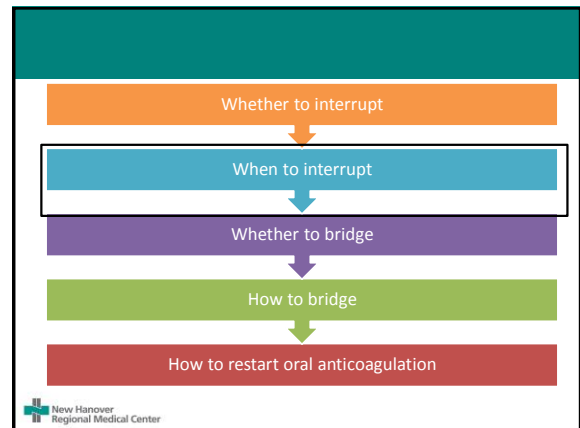 Whether to interrupt
When to interrupt
Whether to bridge
How to bridge
How to restart oral anticoagulation
New Hanover
Regional Medical Center